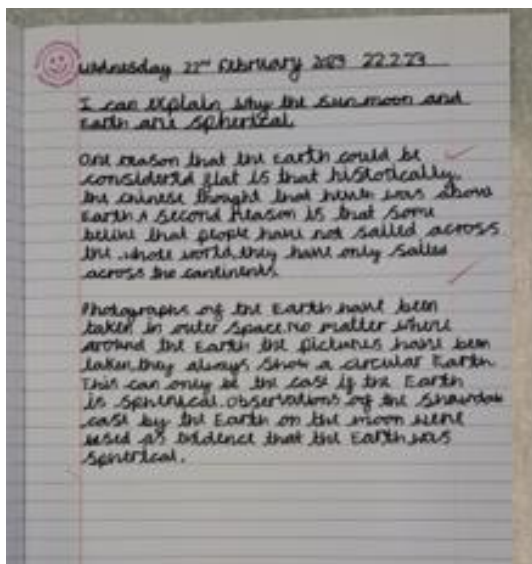 Wednesday 22nd February 2023 22.2.23
I can explain why the sun moon and
Earth are spherical
One reason that the Earth could be
considered flat is that historically,
the chinese thought that was above
Earth. A second reason is that some
believe that people have not sailed across
the whole world, they have only sailed
across the continents.
Photographs of the Earth have been
taken in outer space. No matter where
around the Earth the pictures have been
taken, they always show a circular Earth.
This can only be the case if the Earth
is spherical. Observations of the
case by the Earth on the moon were
used as evidence that the Earth was
spherical.